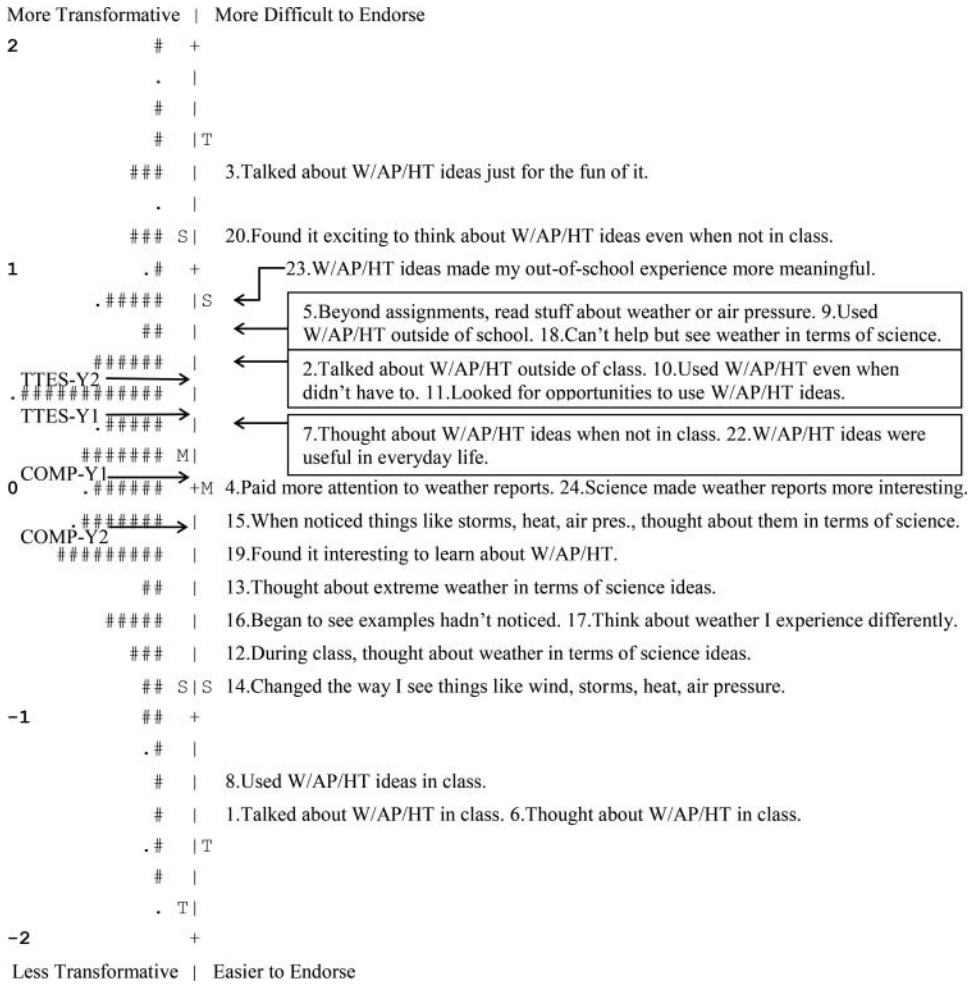 More Transformative | More Difficult to Endorse
2 # +
. |
# |
# |T
### | 3.Talked about W/AP/HT ideas just for the fun of it.
. |
### S| 20.Found it exciting to think about W/AP/HT ideas even when not in class.
1 .# + 23.W/AP/HT ideas made my out-of-school experience more meaningful.
.##### |S
5.Beyond assignments, read stuff about weather or air pressure. 9.Used
## | W/AP/HT outside of school. 18.Can't help but see weather in terms of science.
###### | 2.Talked about W/AP/HT outside of class. 10.Used W/AP/HT even when
TTES-Y2
.############ | didn't have to. 11.Looked for opportunities to use W/AP/HT ideas.
TTES-Y1
.##### | 7.Thought about W/AP/HT ideas when not in class. 22.W/AP/HT ideas were
useful in everyday life.
####### M|
COMP-Y1
0 .###### +M 4.Paid more attention to weather reports. 24.Science made weather reports more interesting.
.####### | 15.When noticed things like storms, heat, air pres., thought about them in terms of science.
COMP-Y2
######### | 19.Found it interesting to learn about W/AP/HT.
## | 13.Thought about extreme weather in terms of science ideas.
##### | 16.Began to see examples hadn't noticed. 17.Think about weather I experience differently.
### | 12.During class, thought about weather in terms of science ideas.
## S|S 14.Changed the way I see things like wind, storms, heat, air pressure.
-1 ## +
.# |
# | 8.Used W/AP/HT ideas in class.
# | 1.Talked about W/AP/HT in class. 6.Thought about W/AP/HT in class.
.# |T
# |
. T|
-2 +
Less Transformative | Easier to Endorse